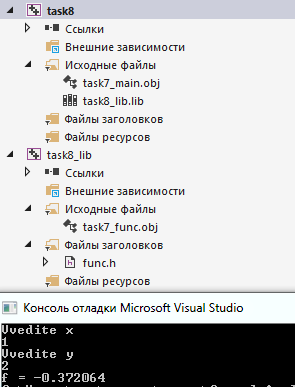 task8
Ссылки
Внешние зависимости
Исходные файлы
task7_main.obj
task8_lib.lib
Файлы заголовков
Файлы ресурсов
task8_lib
Ссылки
Внешние зависимости
Исходные файлы
task7_func.obj
Файлы заголовков
func.h
Файлы ресурсов
Консоль отладки Microsoft Visual Studio
Vvedite x
1
Vvedite y
2
f = -0.372064